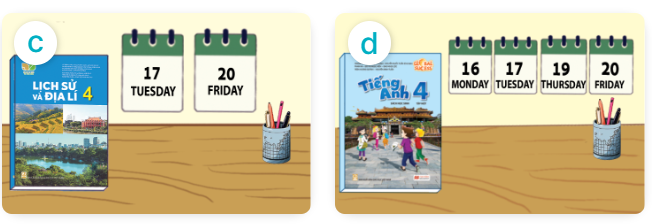 c
LỊCH SỬ
VÀ ĐỊA LÍ 4
17
TUESDAY
20
FRIDAY
d
Tiếng
Anh 4
16
MONDAY
17
TUESDAY
19
THURSDAY
20
FRIDAY